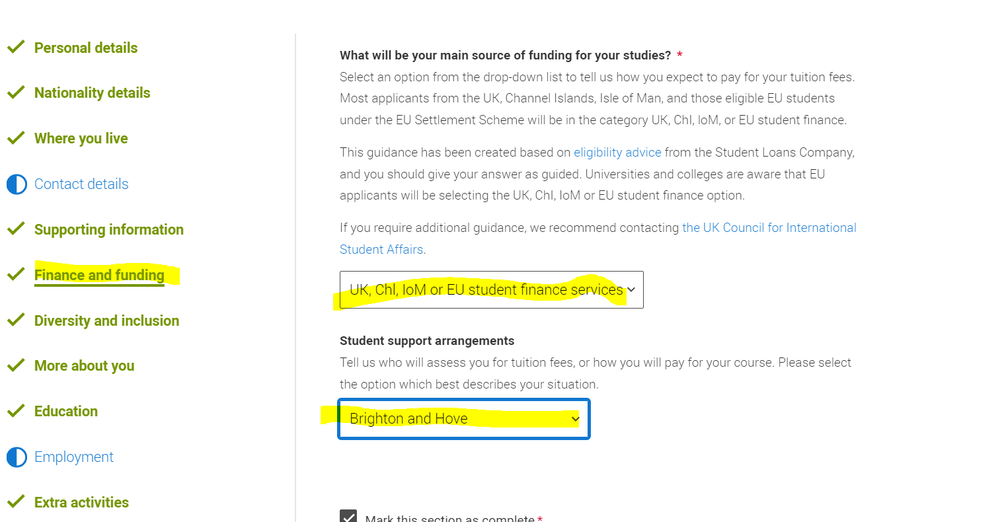 Personal details
Nationality details
Where you live
Contact details
Supporting information
Finance and funding
Diversity and inclusion
More about you
Education
Employment
Extra activities
What will be your main source of funding for your studies? *
Select an option from the drop-down list to tell us how you expect to pay for your tuition fees.
Most applicants from the UK, Channel Islands, Isle of Man, and those eligible EU students
under the EU Settlement Scheme will be in the category UK, ChI, IoM, or EU student finance.
This guidance has been created based on eligibility advice from the Student Loans Company,
and you should give your answer as guided. Universities and colleges are aware that EU
applicants will be selecting the UK, ChI, IoM or EU student finance option.
If you require additional guidance, we recommend contacting the UK Council for International
Student Affairs.
UK, ChI, IoM or EU student finance services
Student support arrangements
Tell us who will assess you for tuition fees, or how you will pay for your course. Please select
the option which best describes your situation.
Brighton and Hove
Mark this section as complete *